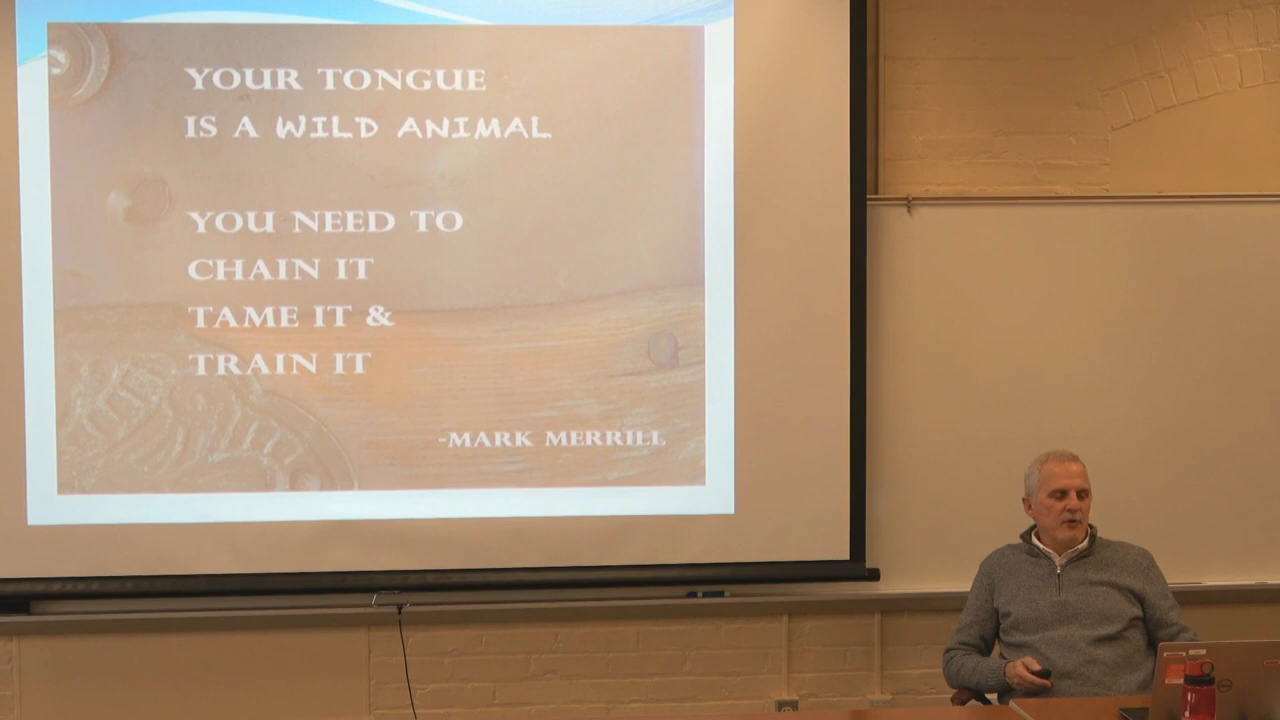 YOUR TONGUE
IS A WILD ANIMAL
YOU NEED TO
CHAIN IT
TAME IT &
TRAIN IT
-MARK MERRILL